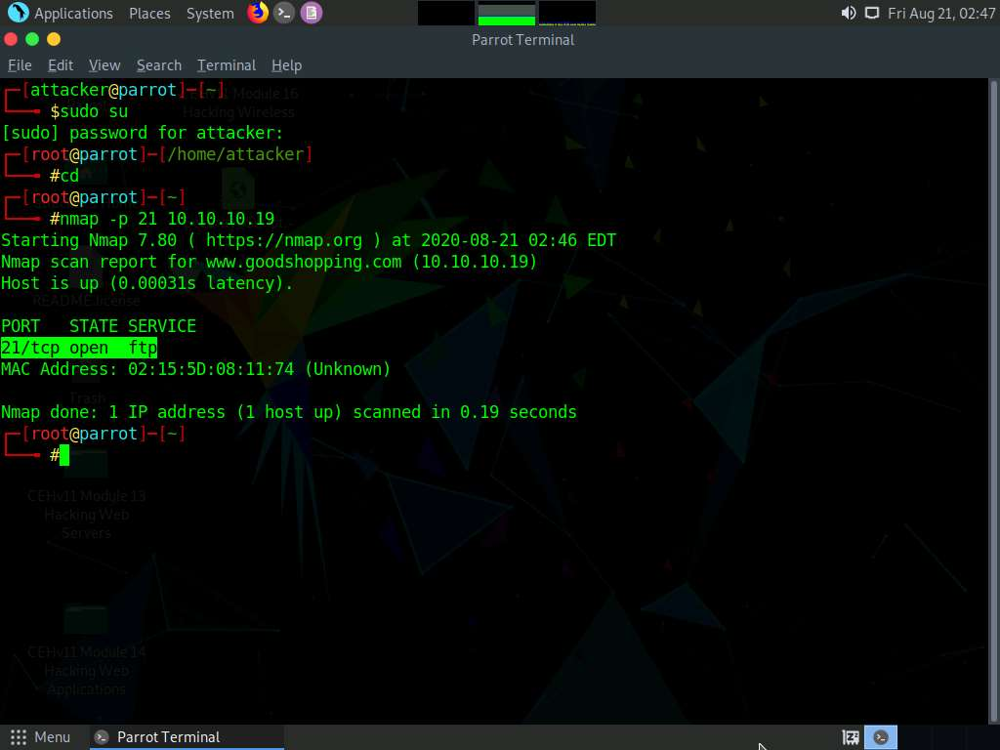 Applications Places System Fri Aug 21, 02:47
Parrot Terminal
File Edit View Search Terminal Help
┌─[attacker@parrot]─[~]
└──╼ $sudo su
[sudo] password for attacker:
┌─[root@parrot]─[/home/attacker]
└──╼ #cd
┌─[root@parrot]─[~]
└──╼ #nmap -p 21 10.10.10.19
Starting Nmap 7.80 ( https://nmap.org ) at 2020-08-21 02:46 EDT
Nmap scan report for www.goodshopping.com (10.10.10.19)
Host is up (0.00031s latency).
README.license
PORT STATE SERVICE
21/tcp open ftp
MAC Address: 02:15:5D:08:11:74 (Unknown)
Trash
Nmap done: 1 IP address (1 host up) scanned in 0.19 seconds
┌─[root@parrot]─[~]
└──╼ #
CEHv11 Module 13
Hacking Web
Servers
CEHv11 Module 14
Hacking Web
Applications
Menu Parrot Terminal